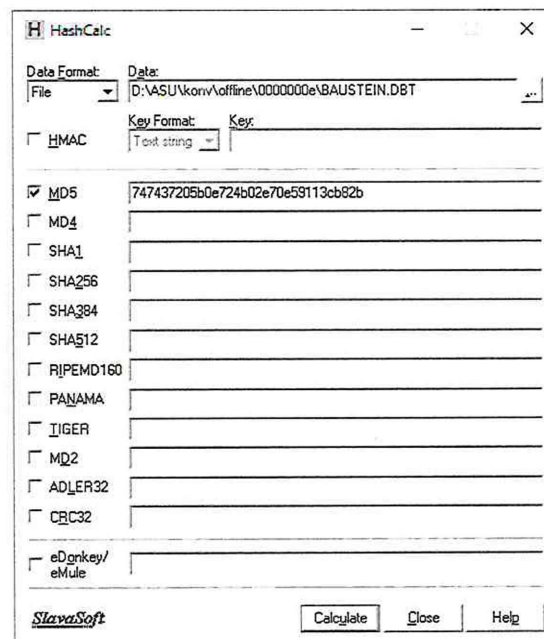 HashCalc
Data Format: Data:
File D:\ASU\konv\offline\0000000e\BAUSTEIN.DBT ...
Key Format: Key:
HMAC Text string
MD5 747437205b0e724b02e70e59113cb82b
MD4
SHA1
SHA256
SHA384
SHA512
RIPEMD160
PANAMA
TIGER
MD2
ADLER32
CRC32
eDonkey/
eMule
SlavaSoft Calculate Close Help